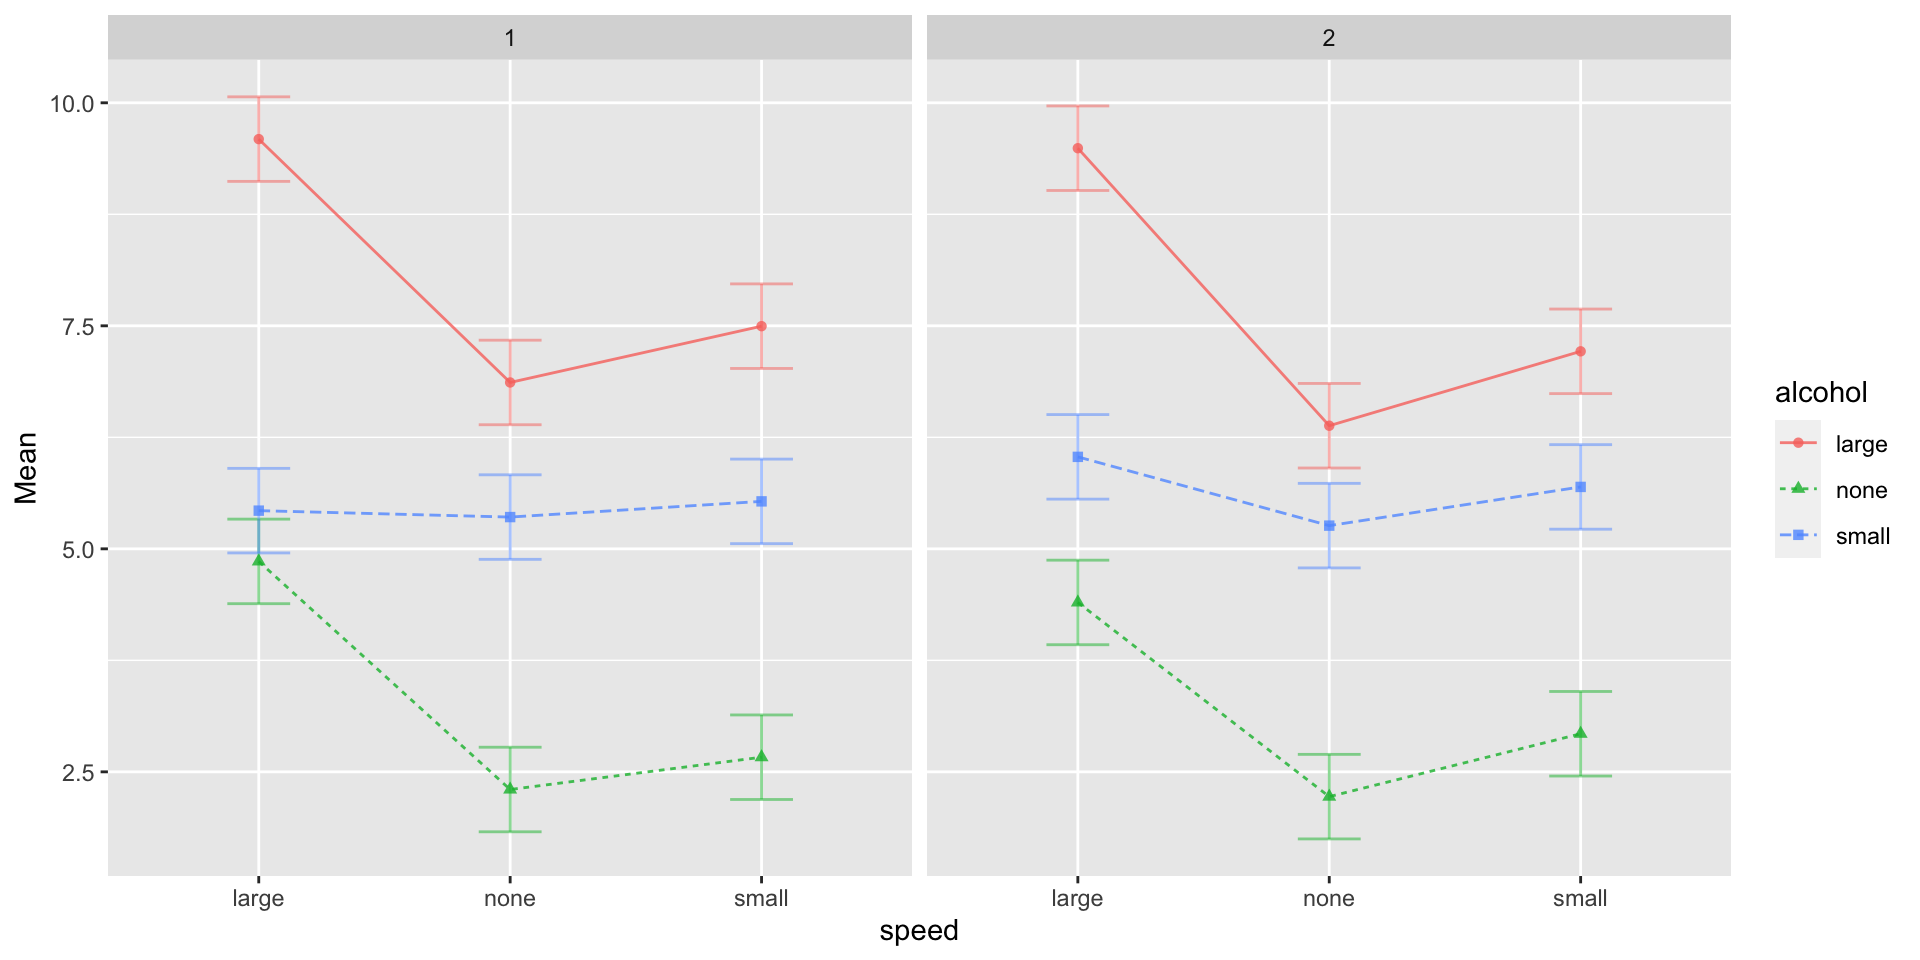 1
2
10.0
7.5
5.0
2.5
Mean
large
none
small
large
none
small
speed
alcohol
large
none
small